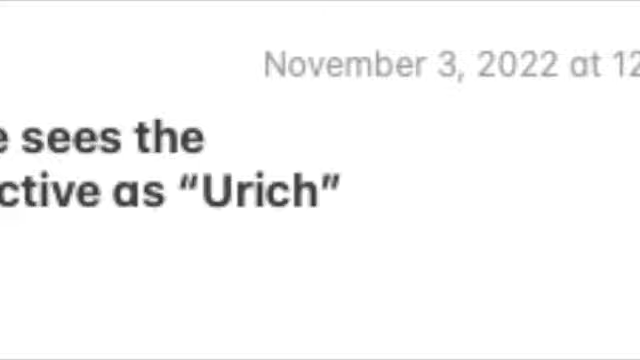 November 3, 2022 at 12
e sees the
ctive as “Urich”